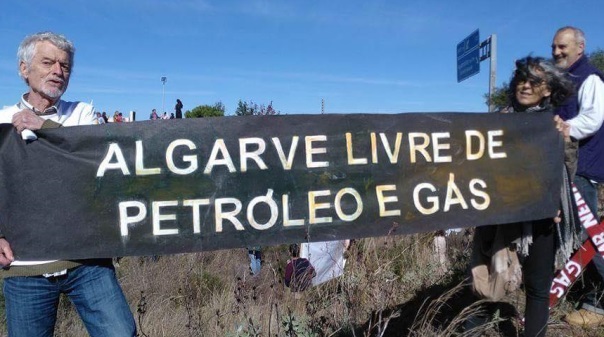 ALGARVE LIVRE DE
PETRÓLEO E GÁS